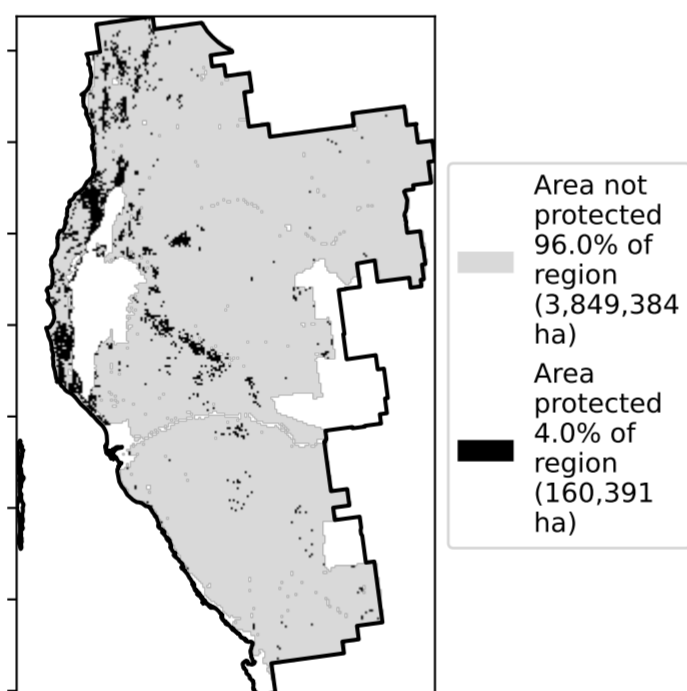 Area not
protected
96.0% of
region
(3,849,384
ha)
Area
protected
4.0% of
region
(160,391
ha)